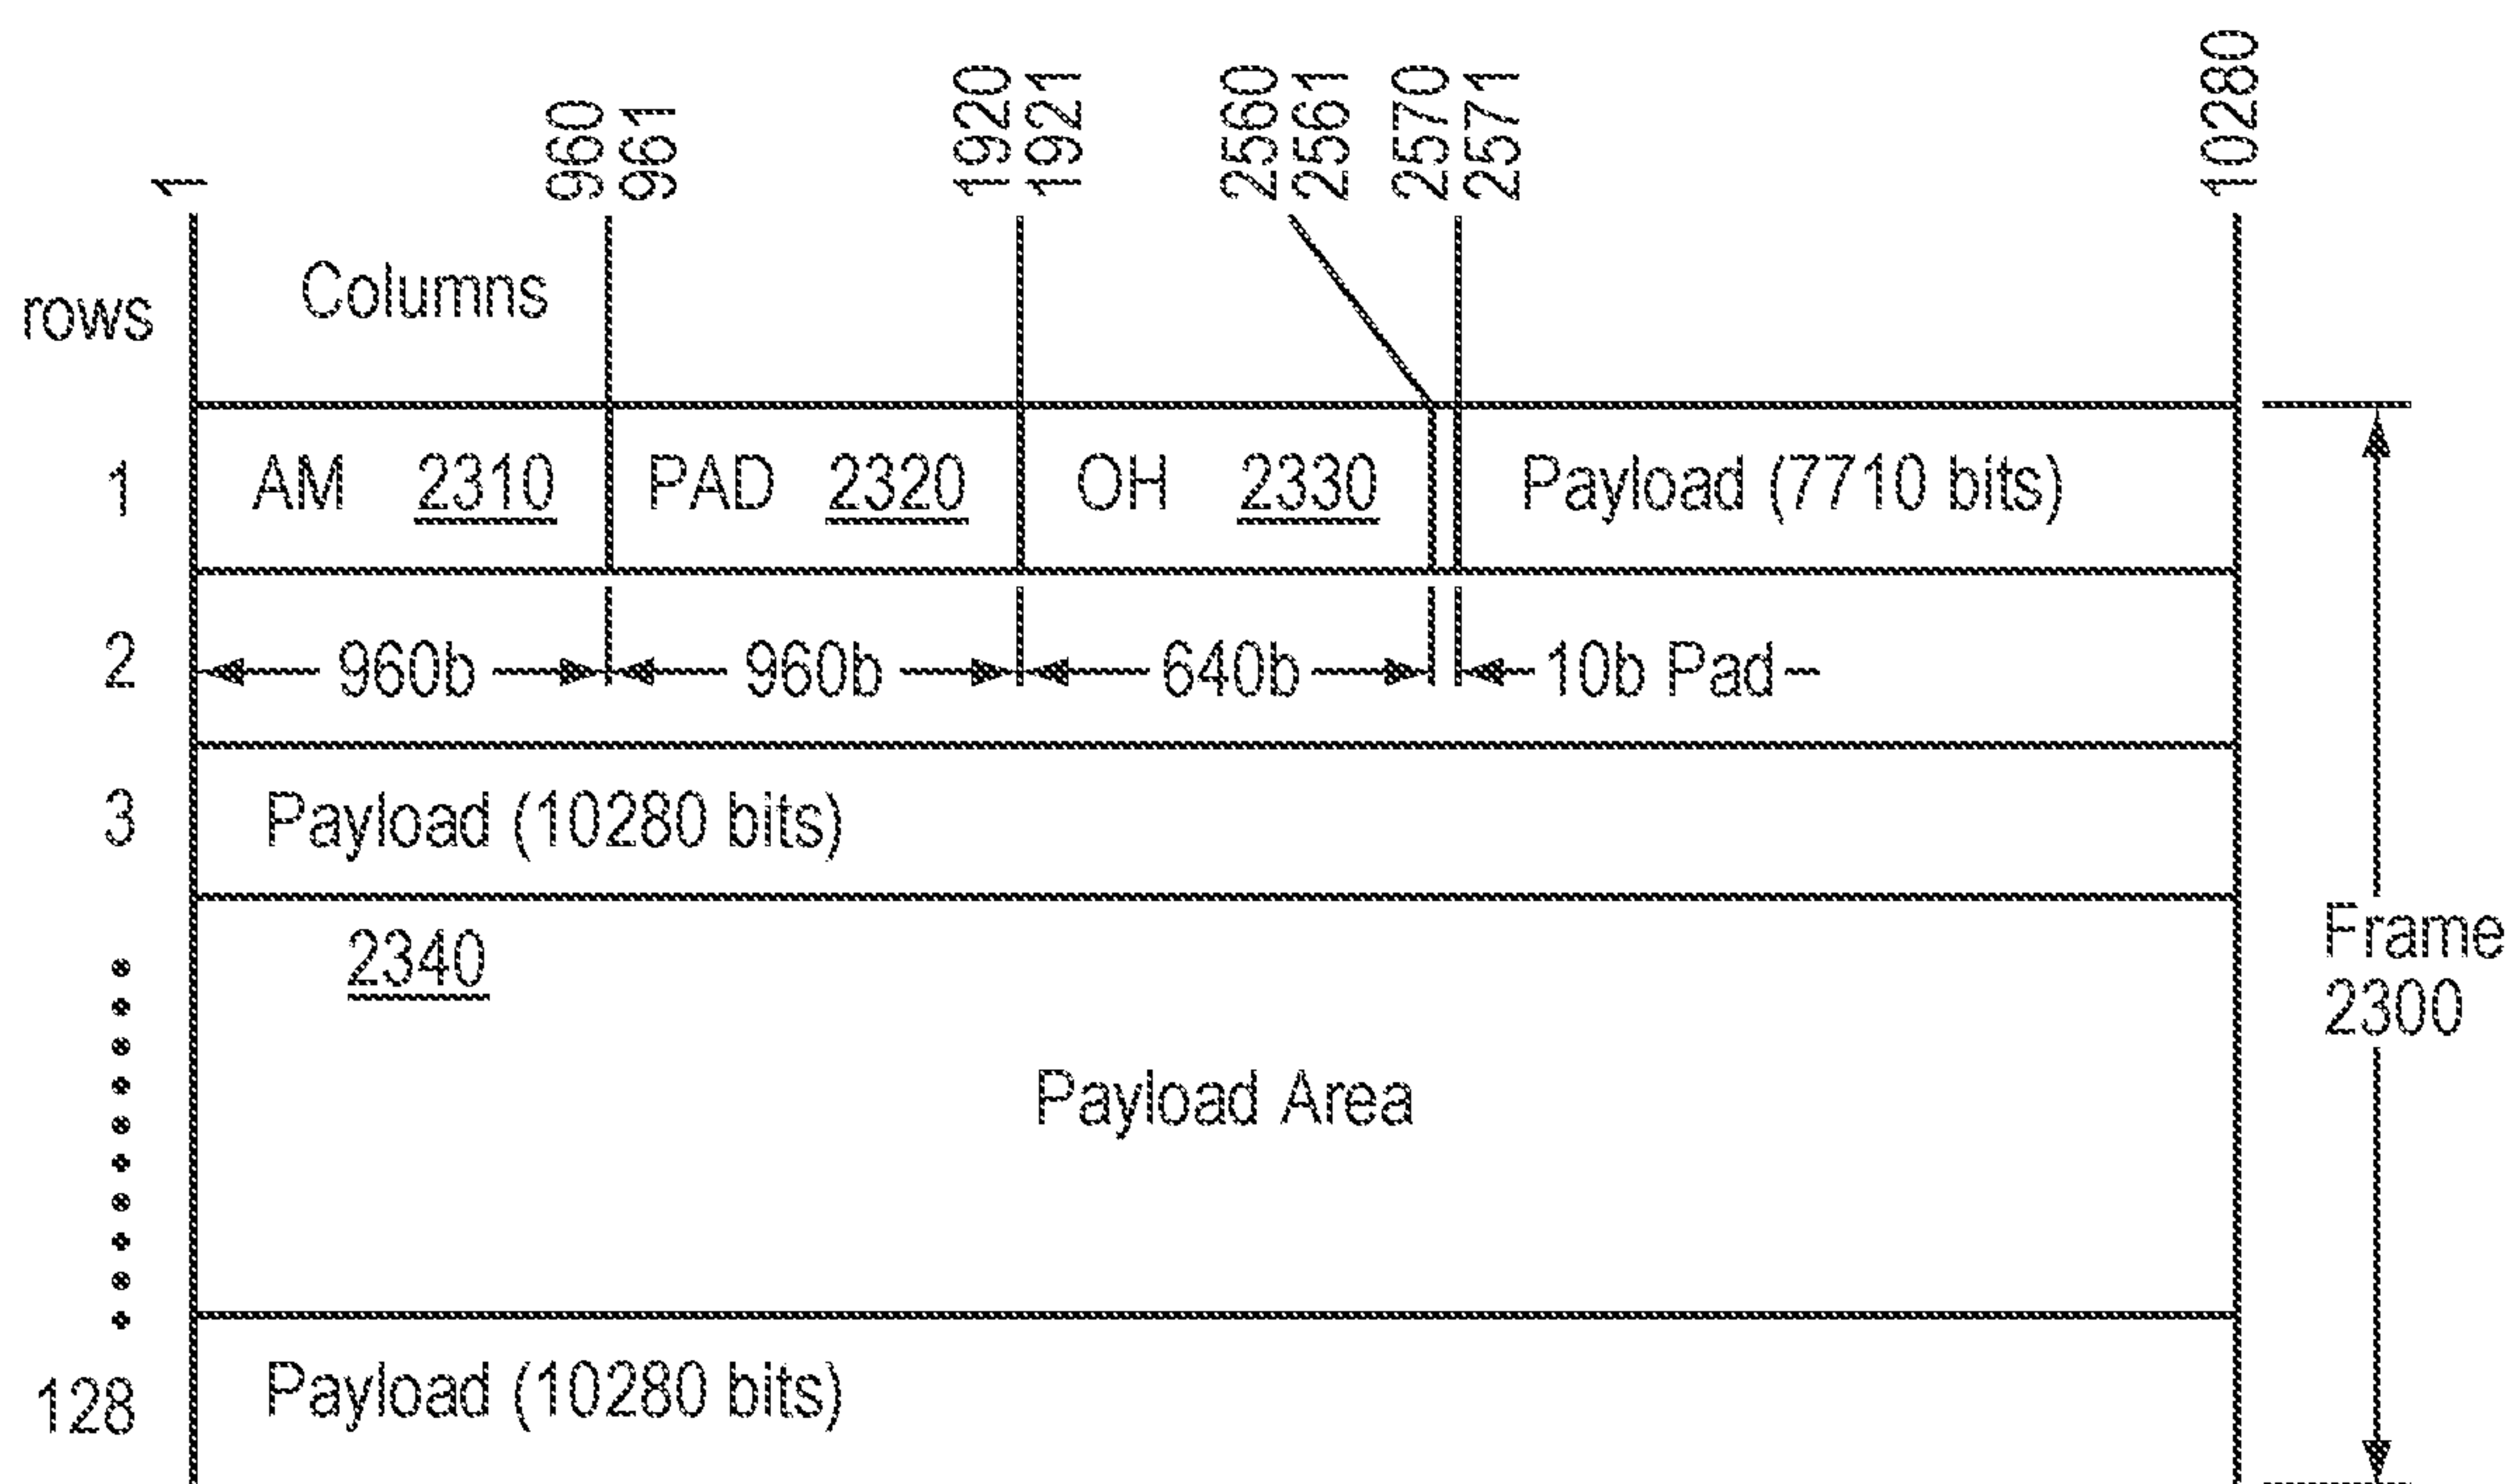 1
960
961
1920
1921
2560
2561
2570
2571
10280
rows
Columns
1
AM 2310
PAD 2320
OH 2330
Payload (7710 bits)
2
960b
960b
640b
10b Pad
3
Payload (10280 bits)
2340
Payload Area
Frame
2300
128
Payload (10280 bits)